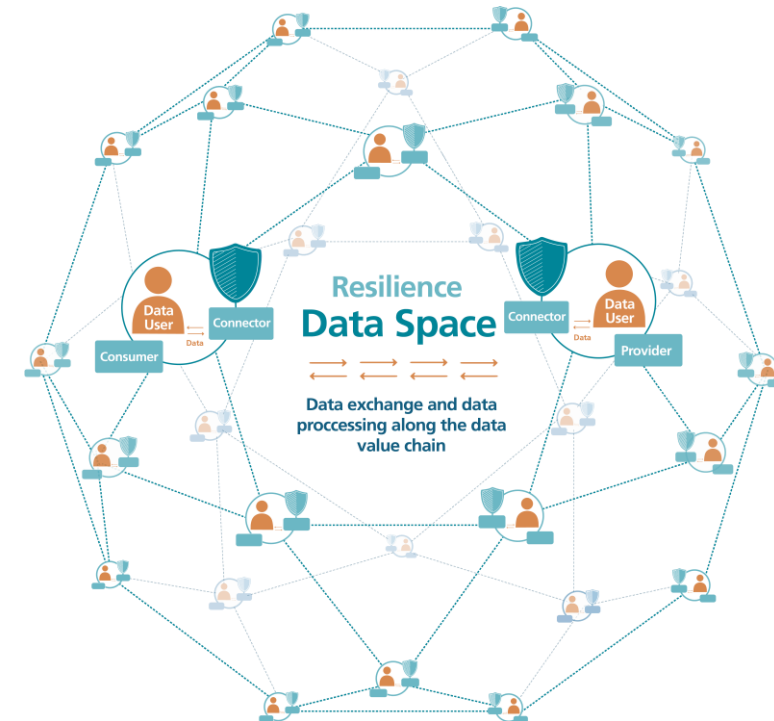 Resilience
Data Space
Data exchange and data
proccessing along the data
value chain
Data
User
Data
Connector
Consumer
Connector
Data
User
Data
Provider